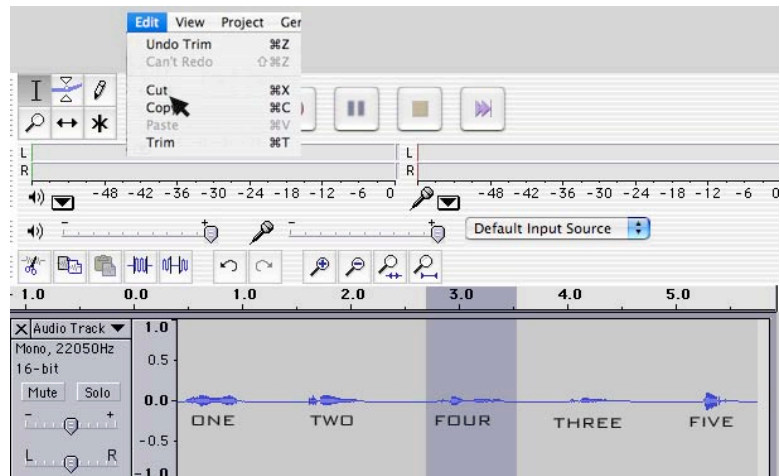 Edit View Project Ger
Undo Trim ⌘Z
Can't Redo ⇧⌘Z
Cut ⌘X
Copy ⌘C
Paste ⌘V
Trim ⌘T
L L
R R
-48 -42 -36 -30 -24 -18 -12 -6 0 -48 -42 -36 -30 -24 -18 -12 -6 0
- + - + Default Input Source
- 1.0 0.0 1.0 2.0 3.0 4.0 5.0
X Audio Track 1.0
Mono, 22050Hz
16-bit 0.5
Mute Solo 0.0
ONE TWO FOUR THREE FIVE
- +
-0.5
L R
-1.0